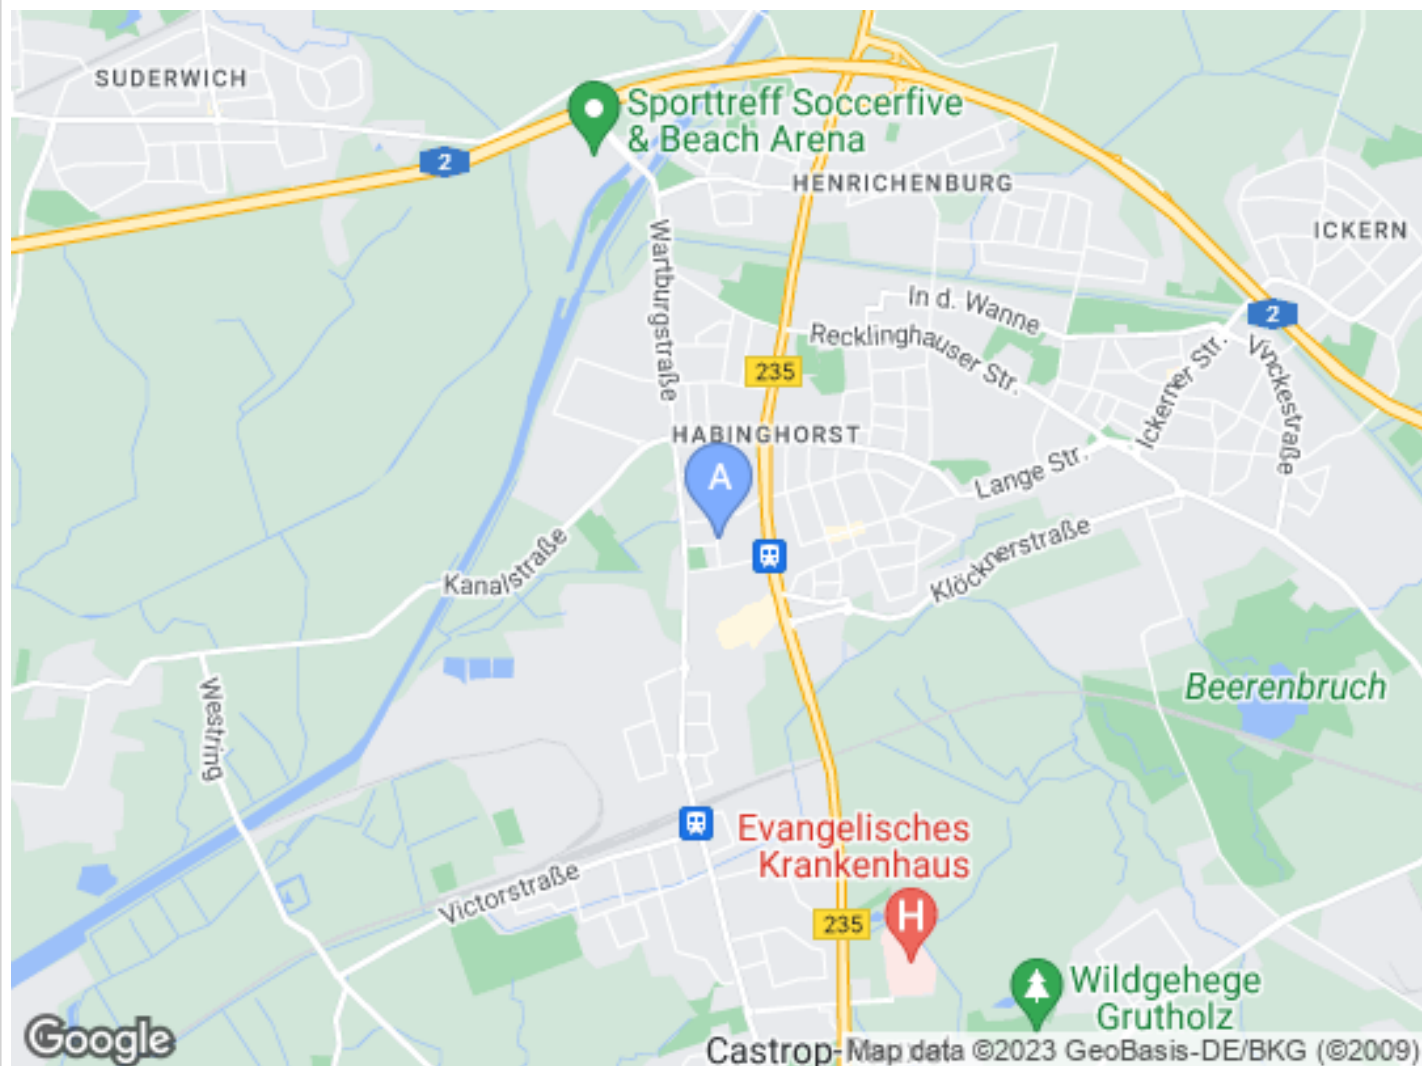 SUDERWICH
Sporttreff Soccerfive
& Beach Arena
2
HENRICHENBURG
ICKERN
Wartburgstraße
In d. Wanne
2
Recklinghauser Str.
Vinckestraße
Ickerner Str.
235
HABINGHORST
A
Lange Str.
Kanalstraße
Klöcknerstraße
Westring
Beerenbruch
Evangelisches
Krankenhaus
Victorstraße
235
H
Wildgehege
Grutholz
Google
Castrop-
Map data ©2023 GeoBasis-DE/BKG (©2009)